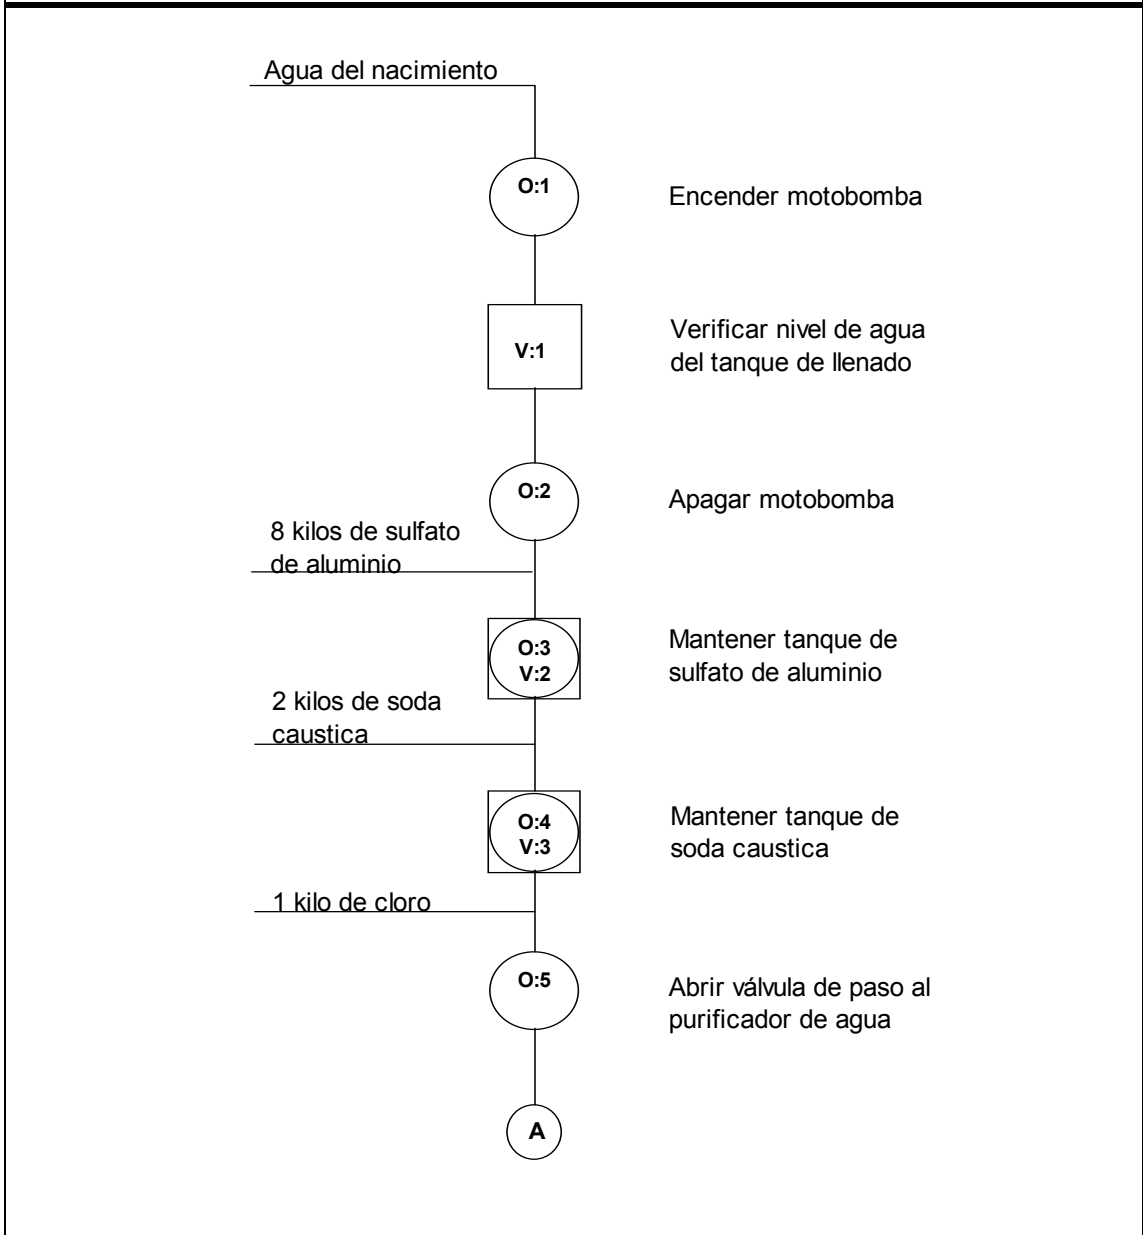 Agua del nacimiento
O:1
Encender motobomba
V:1
Verificar nivel de agua
del tanque de llenado
O:2
Apagar motobomba
8 kilos de sulfato
de aluminio
O:3
V:2
Mantener tanque de
sulfato de aluminio
2 kilos de soda
caustica
O:4
V:3
Mantener tanque de
soda caustica
1 kilo de cloro
O:5
Abrir válvula de paso al
purificador de agua
A